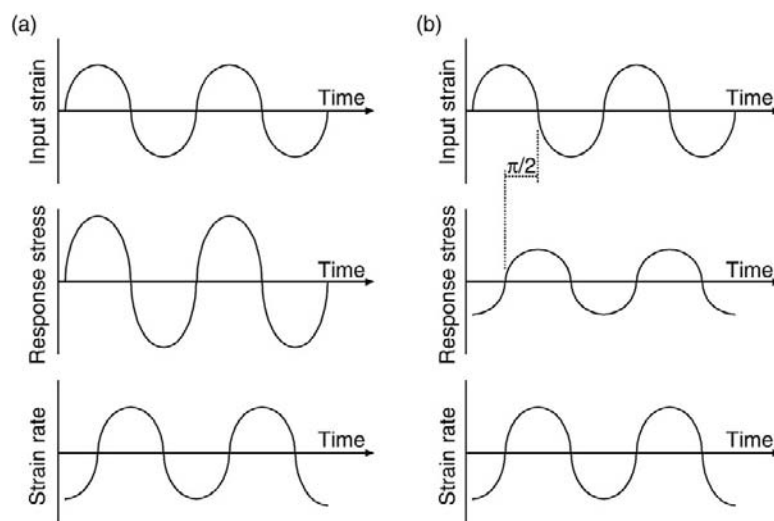 (a)
Input strain
Time
Response stress
Time
Strain rate
Time
(b)
Input strain
Time
π/2
Response stress
Time
Strain rate
Time